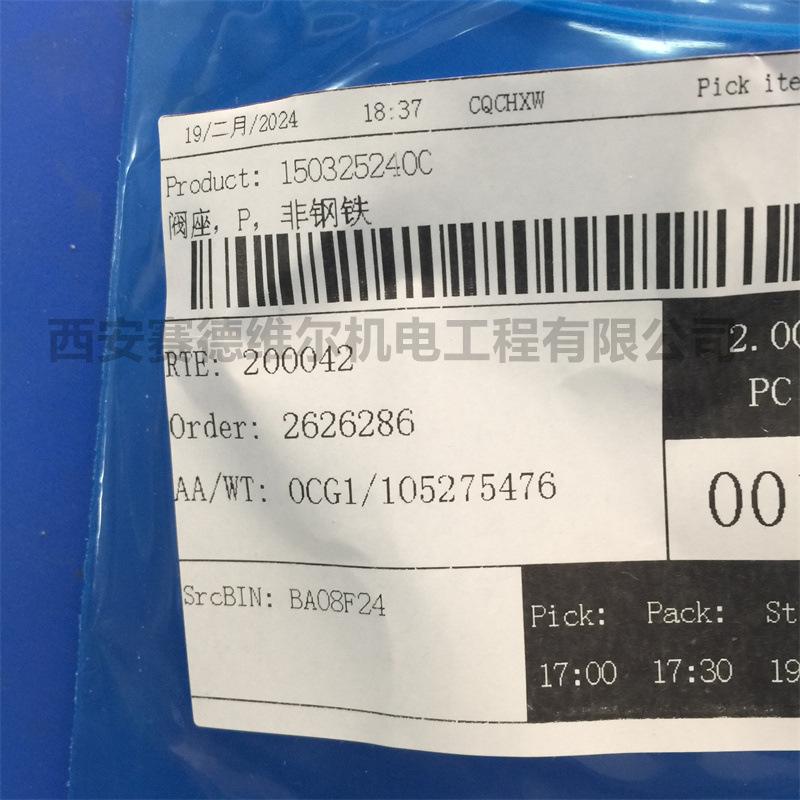 19/二月/2024 18:37 CQCHXW Pick ite
Product: 150325240C
阀座, P, 非钢铁
西安赛德维尔机电工程有限公司
RTE: 200042
2.00
PC
Order: 2626286
AA/WT: 0CG1/105275476
00
SrcBIN: BA08F24
Pick: Pack: St
17:00 17:30 19